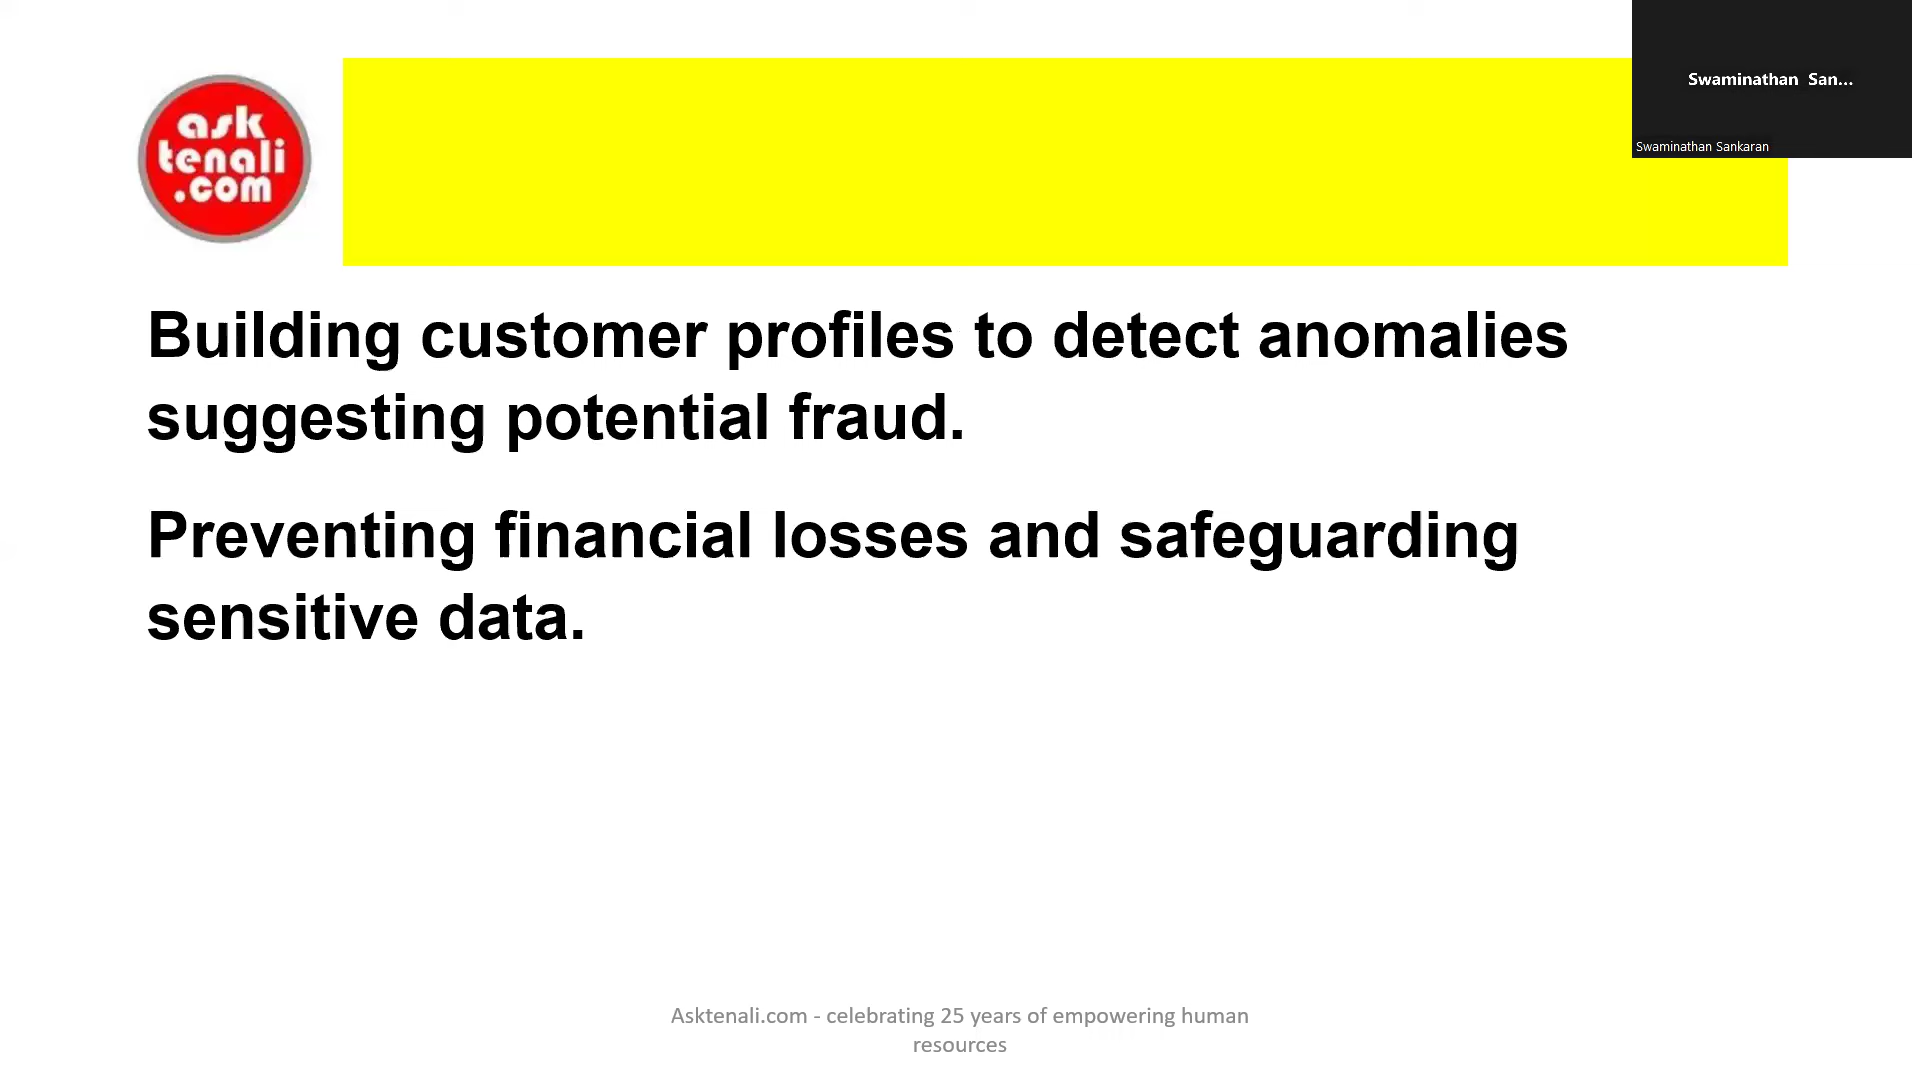 ask
tenali
.com
Swaminathan San...
Swaminathan Sankaran
Building customer profiles to detect anomalies
suggesting potential fraud.
Preventing financial losses and safeguarding
sensitive data.
Asktenali.com - celebrating 25 years of empowering human
resources